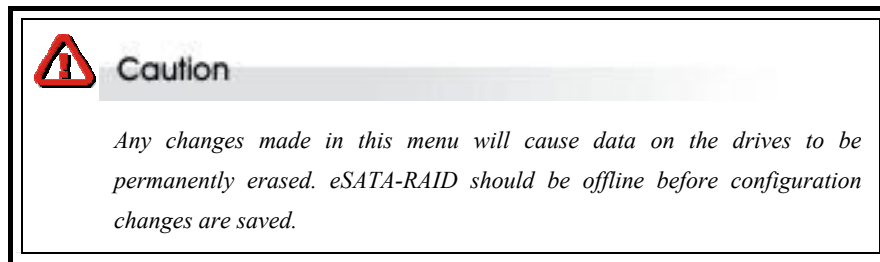 Caution
Any changes made in this menu will cause data on the drives to be
permanently erased. eSATA-RAID should be offline before configuration
changes are saved.